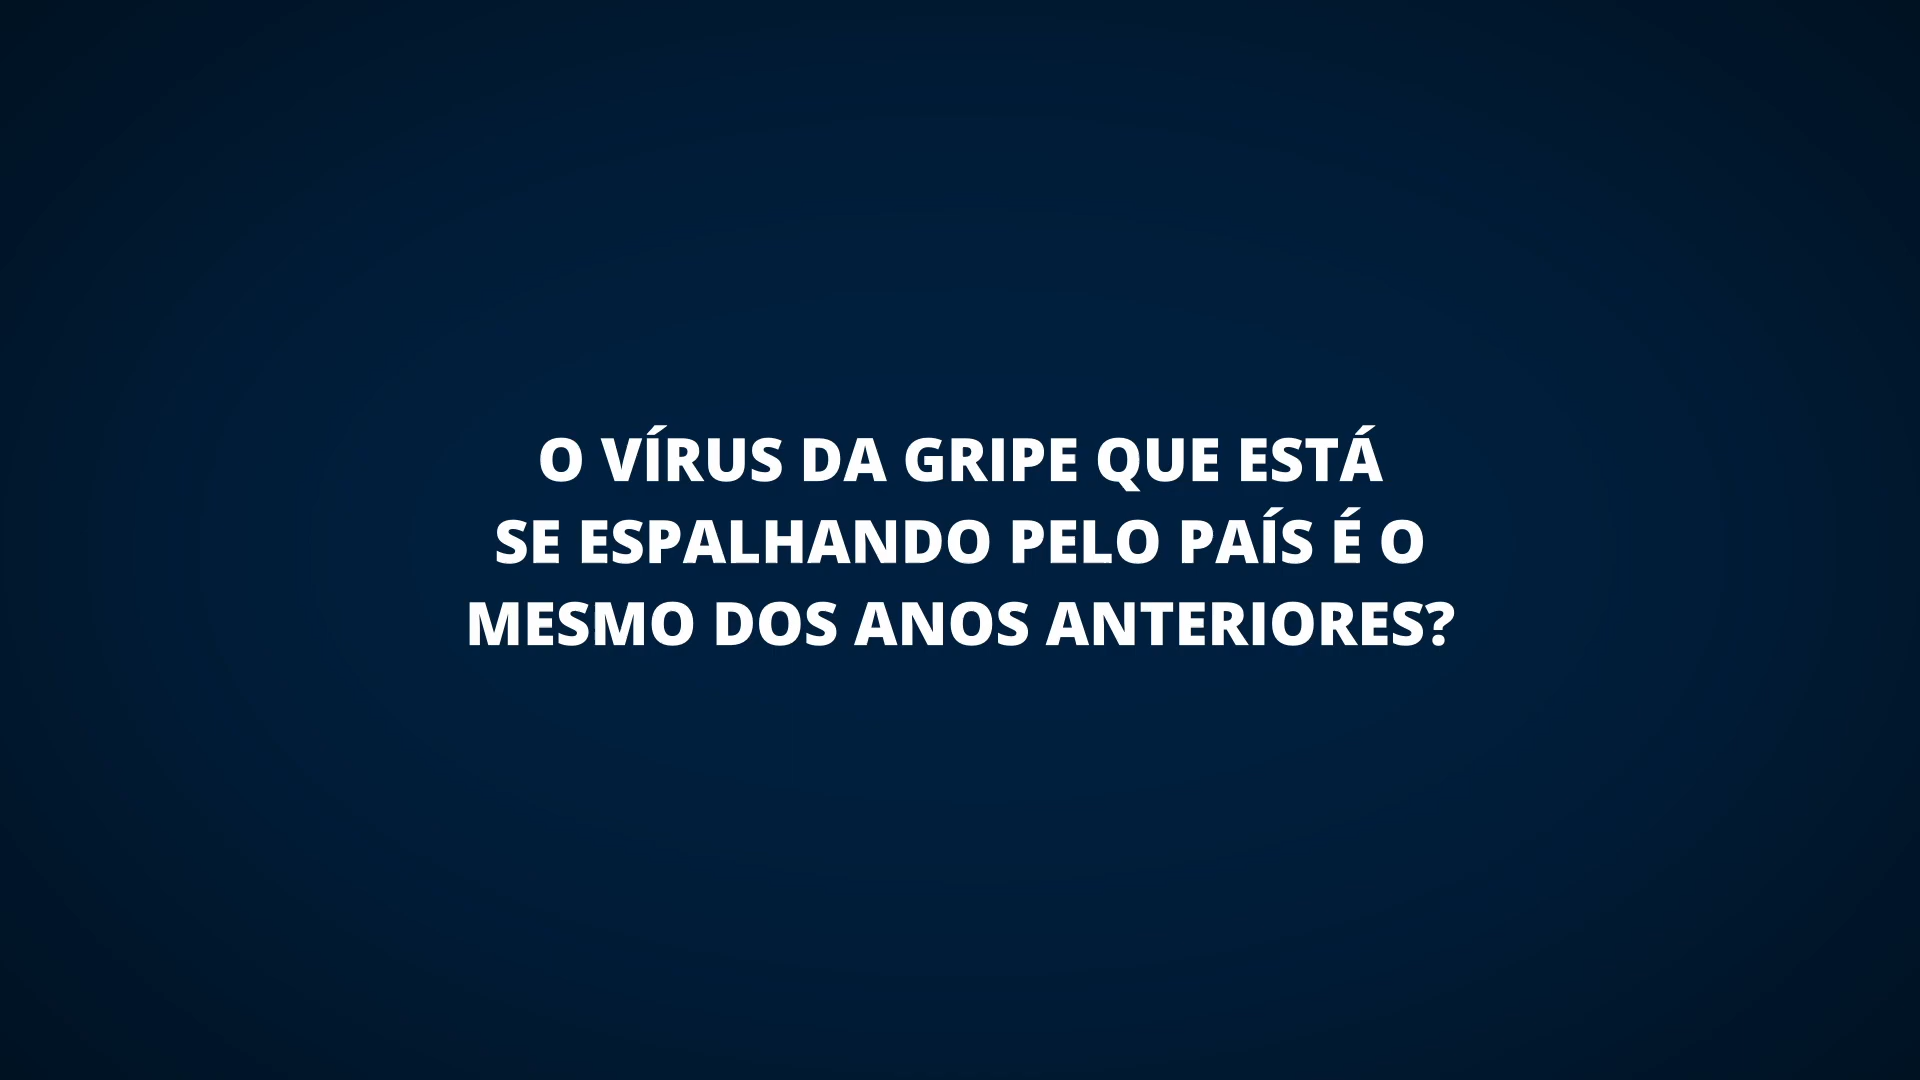 O VÍRUS DA GRIPE QUE ESTÁ
SE ESPALHANDO PELO PAÍS É O
MESMO DOS ANOS ANTERIORES?